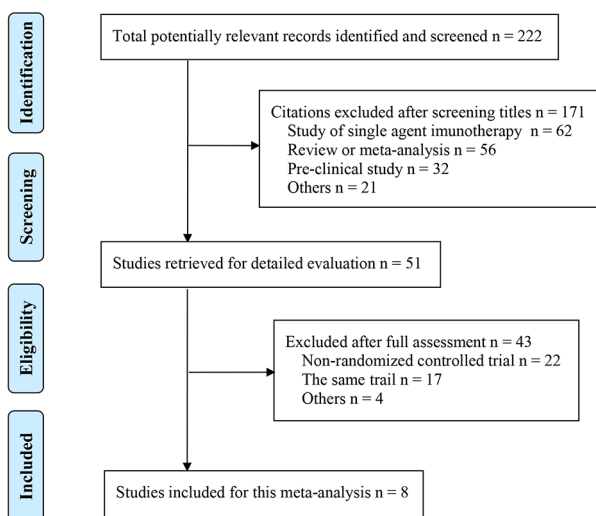 Identification
Total potentially relevant records identified and screened n = 222
Citations excluded after screening titles n = 171
Study of single agent imunotherapy n = 62
Review or meta-analysis n = 56
Pre-clinical study n = 32
Others n = 21
Screening
Studies retrieved for detailed evaluation n = 51
Eligibility
Excluded after full assessment n = 43
Non-randomized controlled trial n = 22
The same trail n = 17
Others n = 4
Included
Studies included for this meta-analysis n = 8